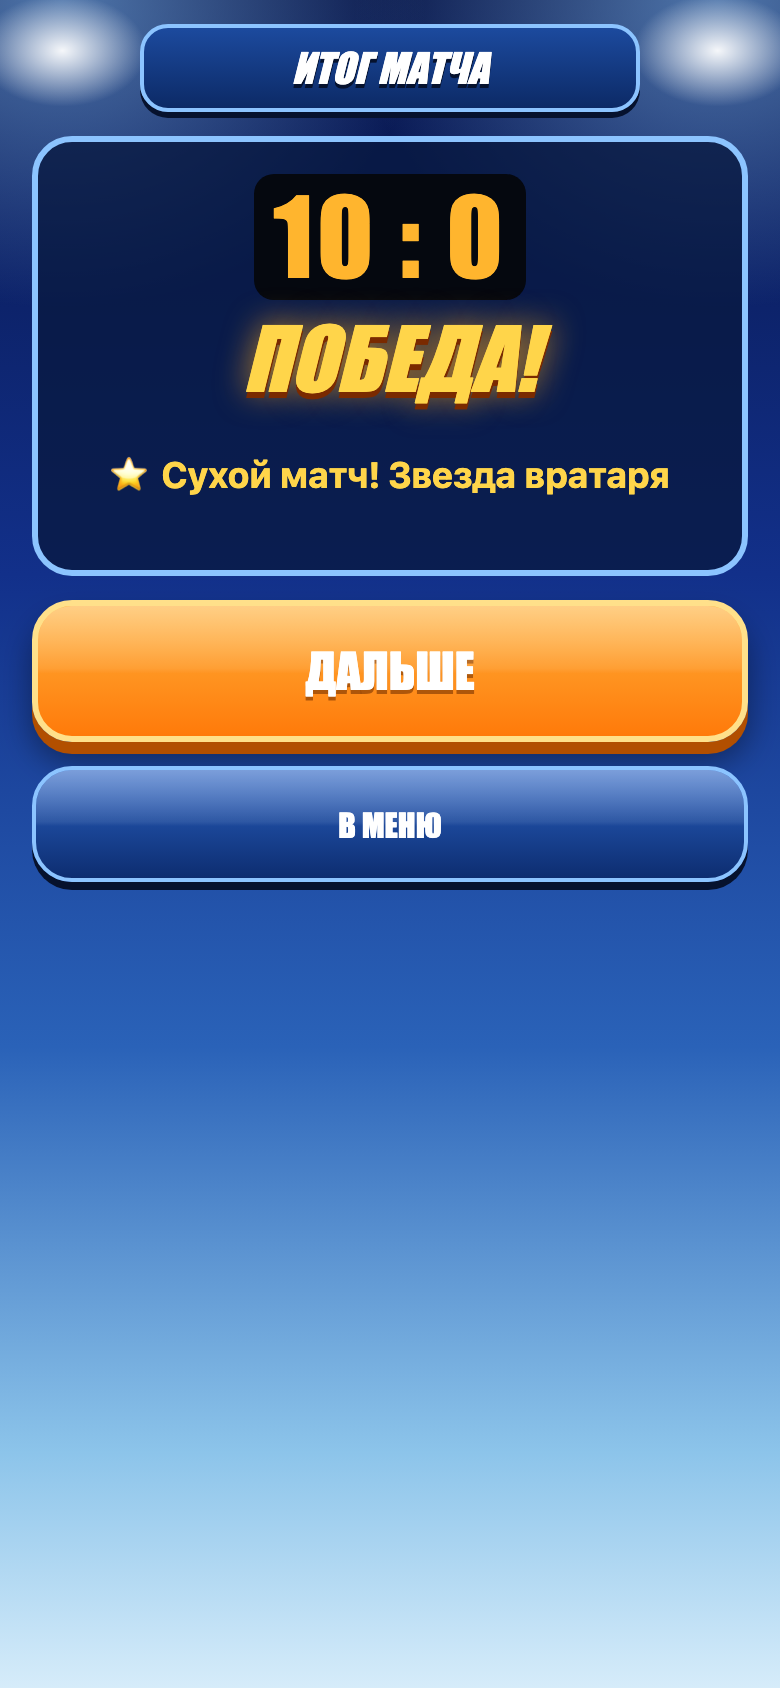 ИТОГ МАТЧА
10 : 0
ПОБЕДА!
Сухой матч! Звезда вратаря
ДАЛЬШЕ
В МЕНЮ